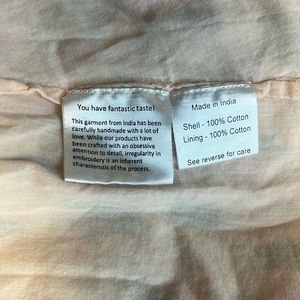 You have fantastic taste!
This garment from India has been
carefully handmade with a lot of
love. While our products have
been crafted with an obsessive
attention to detail, irregularity in
embroidery is an inherent
characteristic of the process.
Made in India
Shell - 100% Cotton
Lining - 100% Cotton
See reverse for care